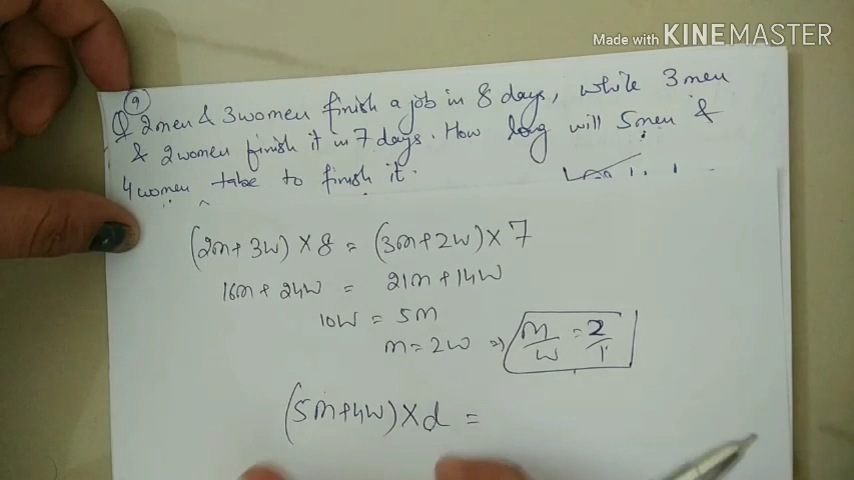 Made with KINEMASTER
9
Q 2men & 3women finish a job in 8 days, while 3men
& 2women finish it in 7 days. How long will 5men &
4women take to finish it.
(2m+3w) × 8 = (3m+2w) × 7
16m + 24w = 21m + 14w
10w = 5m
m = 2w ⇒ m/w = 2/1
(5m+4w) × d =